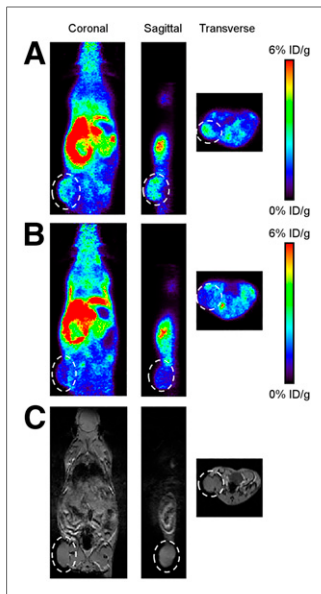 Coronal Sagittal Transverse
A
6% ID/g
0% ID/g
B
6% ID/g
0% ID/g
C